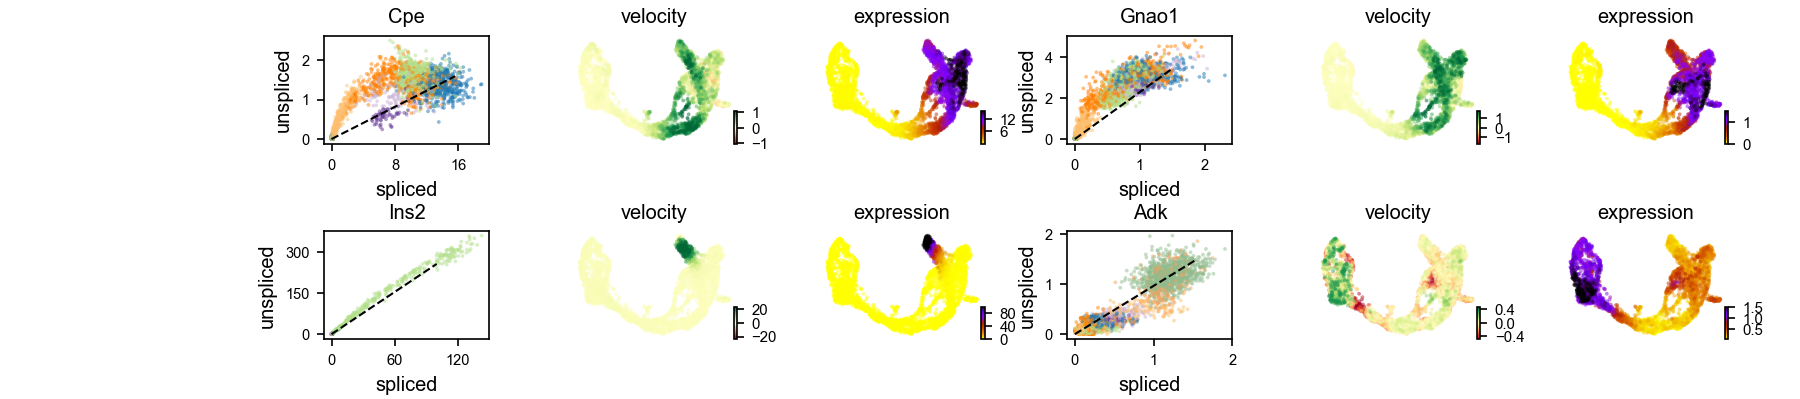 Cpe velocity expression Gnao1 velocity expression
unspliced 2 1 0 1 0 −1 12 6 unspliced 4 2 0 1 0 −1 1 0
0 8 16 0 1 2
spliced spliced
Ins2 velocity expression Adk velocity expression
unspliced 300 150 0 20 0 −20 80 40 0 unspliced 2 1 0 0.4 0.0 −0.4 1.5 1.0 0.5
0 60 120 0 1 2
spliced spliced